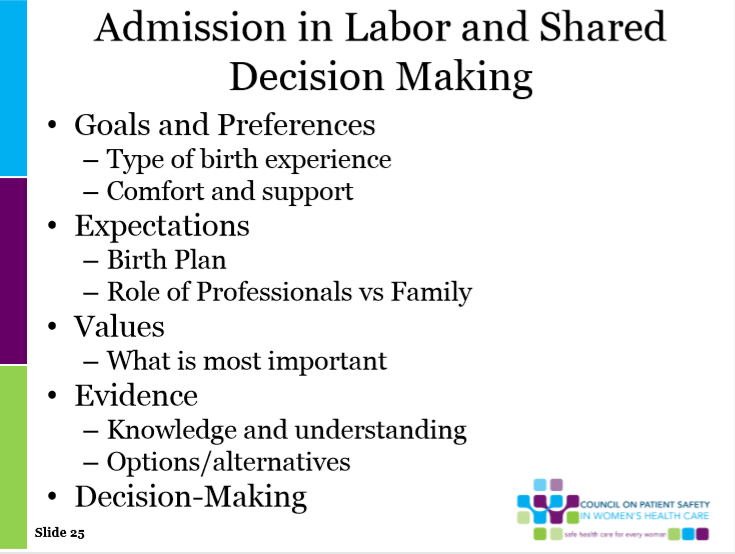 Admission in Labor and Shared
Decision Making
• Goals and Preferences
– Type of birth experience
– Comfort and support
• Expectations
– Birth Plan
– Role of Professionals vs Family
• Values
– What is most important
• Evidence
– Knowledge and understanding
– Options/alternatives
• Decision-Making
COUNCIL ON PATIENT SAFETY
IN WOMEN'S HEALTH CARE
safe health care for every woman
Slide 25